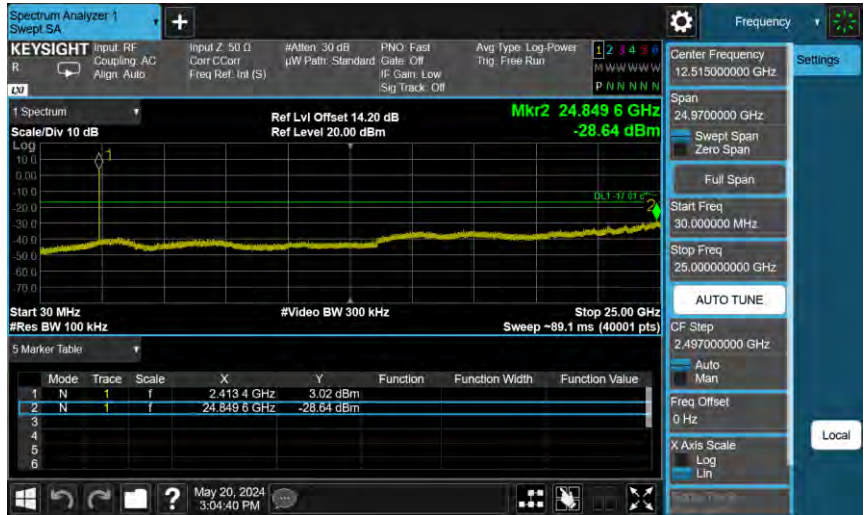 Spectrum Analyzer 1
Swept SA
Frequency
KEYSIGHT
R
LXI
Input: RF
Coupling: AC
Align: Auto
Input Z: 50 Ω
Corr CCorr
Freq Ref: Int (S)
#Atten: 30 dB
µW Path: Standard
PNO: Fast
Gate: Off
IF Gain: Low
Sig Track: Off
Avg Type: Log-Power
Trig: Free Run
1 2 3 4 5 6
M W W W W W
P N N N N N
Center Frequency
12.515000000 GHz
Settings
Span
24.9700000 GHz
Swept Span
Zero Span
Full Span
Start Freq
30.000000 MHz
Stop Freq
25.000000000 GHz
AUTO TUNE
CF Step
2.497000000 GHz
Auto
Man
Freq Offset
0 Hz
X Axis Scale
Log
Lin
Local
1 Spectrum
Scale/Div 10 dB
Ref Lvl Offset 14.20 dB
Ref Level 20.00 dBm
Mkr2 24.849 6 GHz
-28.64 dBm
Log
10.0
0.00
-10.0
-20.0
-30.0
-40.0
-50.0
-60.0
-70.0
1
2
Start 30 MHz
#Res BW 100 kHz
#Video BW 300 kHz
Stop 25.00 GHz
Sweep ~89.1 ms (40001 pts)
5 Marker Table
Mode Trace Scale X Y Function Function Width Function Value
1 N 1 f 2.413 4 GHz 3.02 dBm
2 N 1 f 24.849 6 GHz -28.64 dBm
3
4
5
6
May 20, 2024
3:04:40 PM